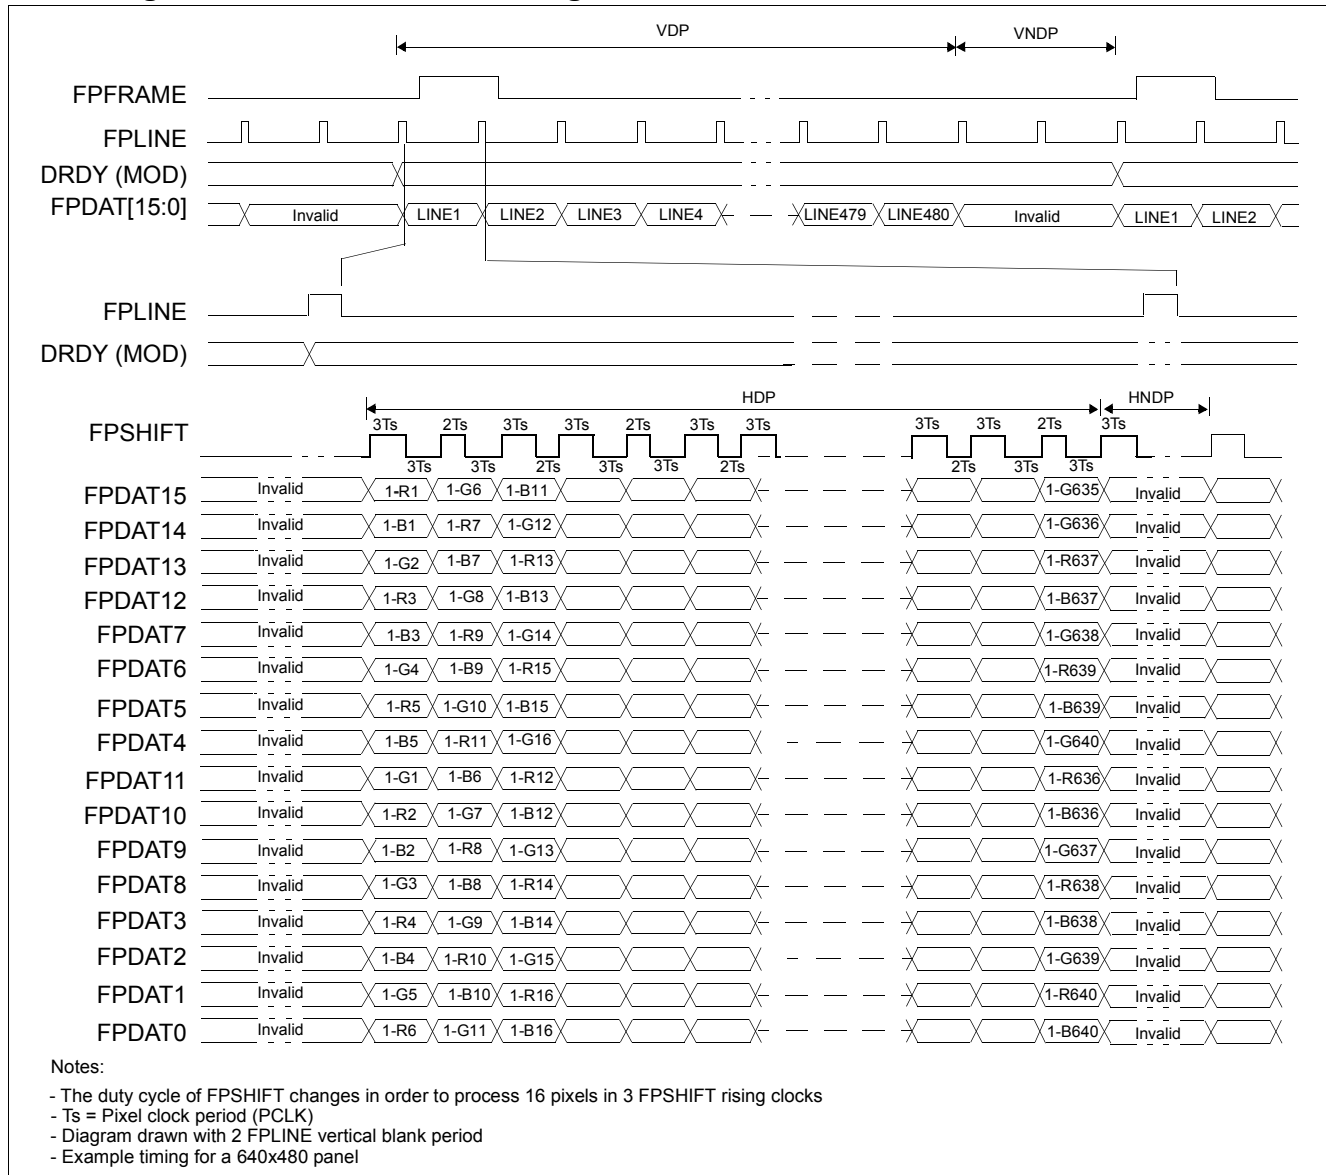 VDP VNDP
FPFRAME
FPLINE
DRDY (MOD)
FPDAT[15:0] Invalid LINE1 LINE2 LINE3 LINE4 LINE479 LINE480 Invalid LINE1 LINE2
FPLINE
DRDY (MOD)
HDP HNDP
FPSHIFT 3Ts 2Ts 3Ts 3Ts 2Ts 3Ts 3Ts 3Ts 3Ts 2Ts 3Ts
3Ts 3Ts 2Ts 3Ts 3Ts 2Ts 2Ts 3Ts 3Ts
FPDAT15 Invalid 1-R1 1-G6 1-B11 1-G635 Invalid
FPDAT14 Invalid 1-B1 1-R7 1-G12 1-G636 Invalid
FPDAT13 Invalid 1-G2 1-B7 1-R13 1-R637 Invalid
FPDAT12 Invalid 1-R3 1-G8 1-B13 1-B637 Invalid
FPDAT7 Invalid 1-B3 1-R9 1-G14 1-G638 Invalid
FPDAT6 Invalid 1-G4 1-B9 1-R15 1-R639 Invalid
FPDAT5 Invalid 1-R5 1-G10 1-B15 1-B639 Invalid
FPDAT4 Invalid 1-B5 1-R11 1-G16 1-G640 Invalid
FPDAT11 Invalid 1-G1 1-B6 1-R12 1-R636 Invalid
FPDAT10 Invalid 1-R2 1-G7 1-B12 1-B636 Invalid
FPDAT9 Invalid 1-B2 1-R8 1-G13 1-G637 Invalid
FPDAT8 Invalid 1-G3 1-B8 1-R14 1-R638 Invalid
FPDAT3 Invalid 1-R4 1-G9 1-B14 1-B638 Invalid
FPDAT2 Invalid 1-B4 1-R10 1-G15 1-G639 Invalid
FPDAT1 Invalid 1-G5 1-B10 1-R16 1-R640 Invalid
FPDAT0 Invalid 1-R6 1-G11 1-B16 1-B640 Invalid
Notes:
- The duty cycle of FPSHIFT changes in order to process 16 pixels in 3 FPSHIFT rising clocks
- Ts = Pixel clock period (PCLK)
- Diagram drawn with 2 FPLINE vertical blank period
- Example timing for a 640x480 panel